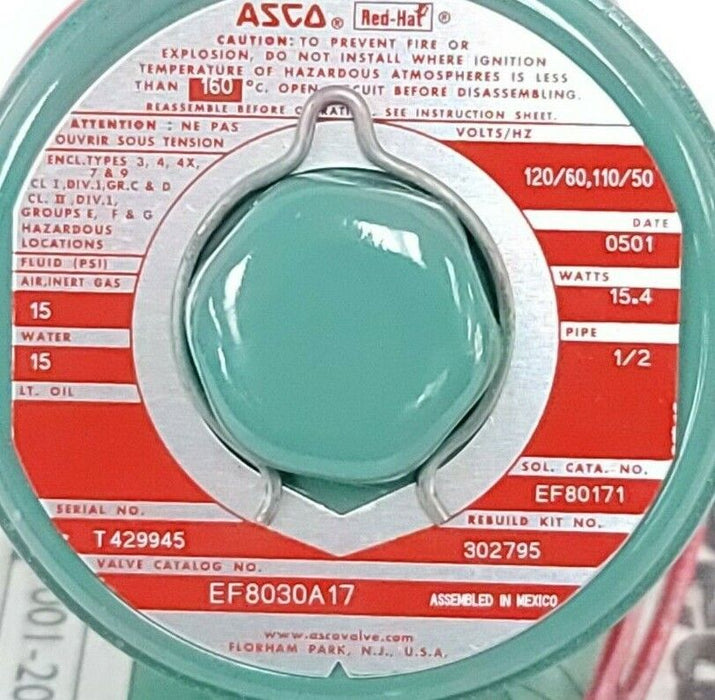 ASCO® Red-Hat®
CAUTION: TO PREVENT FIRE OR
EXPLOSION, DO NOT INSTALL WHERE IGNITION
TEMPERATURE OF HAZARDOUS ATMOSPHERES IS LESS
THAN 160 °C. OPEN BEFORE DISASSEMBLING.
REASSEMBLE BEFORE SEE INSTRUCTION SHEET.
ATTENTION : NE PAS
OUVRIR SOUS TENSION
ENCL.TYPES 3, 4, 4X,
7 & 9
CL I,DIV.1,GR.C & D
CL. II ,DIV.1,
GROUPS E, F & G
HAZARDOUS
LOCATIONS
FLUID (PSI)
AIR,INERT GAS
15
WATER
15
LT. OIL
VOLTS/HZ
120/60,110/50
DATE
0501
WATTS
15.4
PIPE
1/2
SOL. CATA. NO.
EF80171
REBUILD KIT NO.
302795
SERIAL NO.
T429945
VALVE CATALOG NO.
EF8030A17
ASSEMBLED IN MEXICO
www.ascovalve.com
FLORHAM PARK, N.J., U.S.A.
001-20